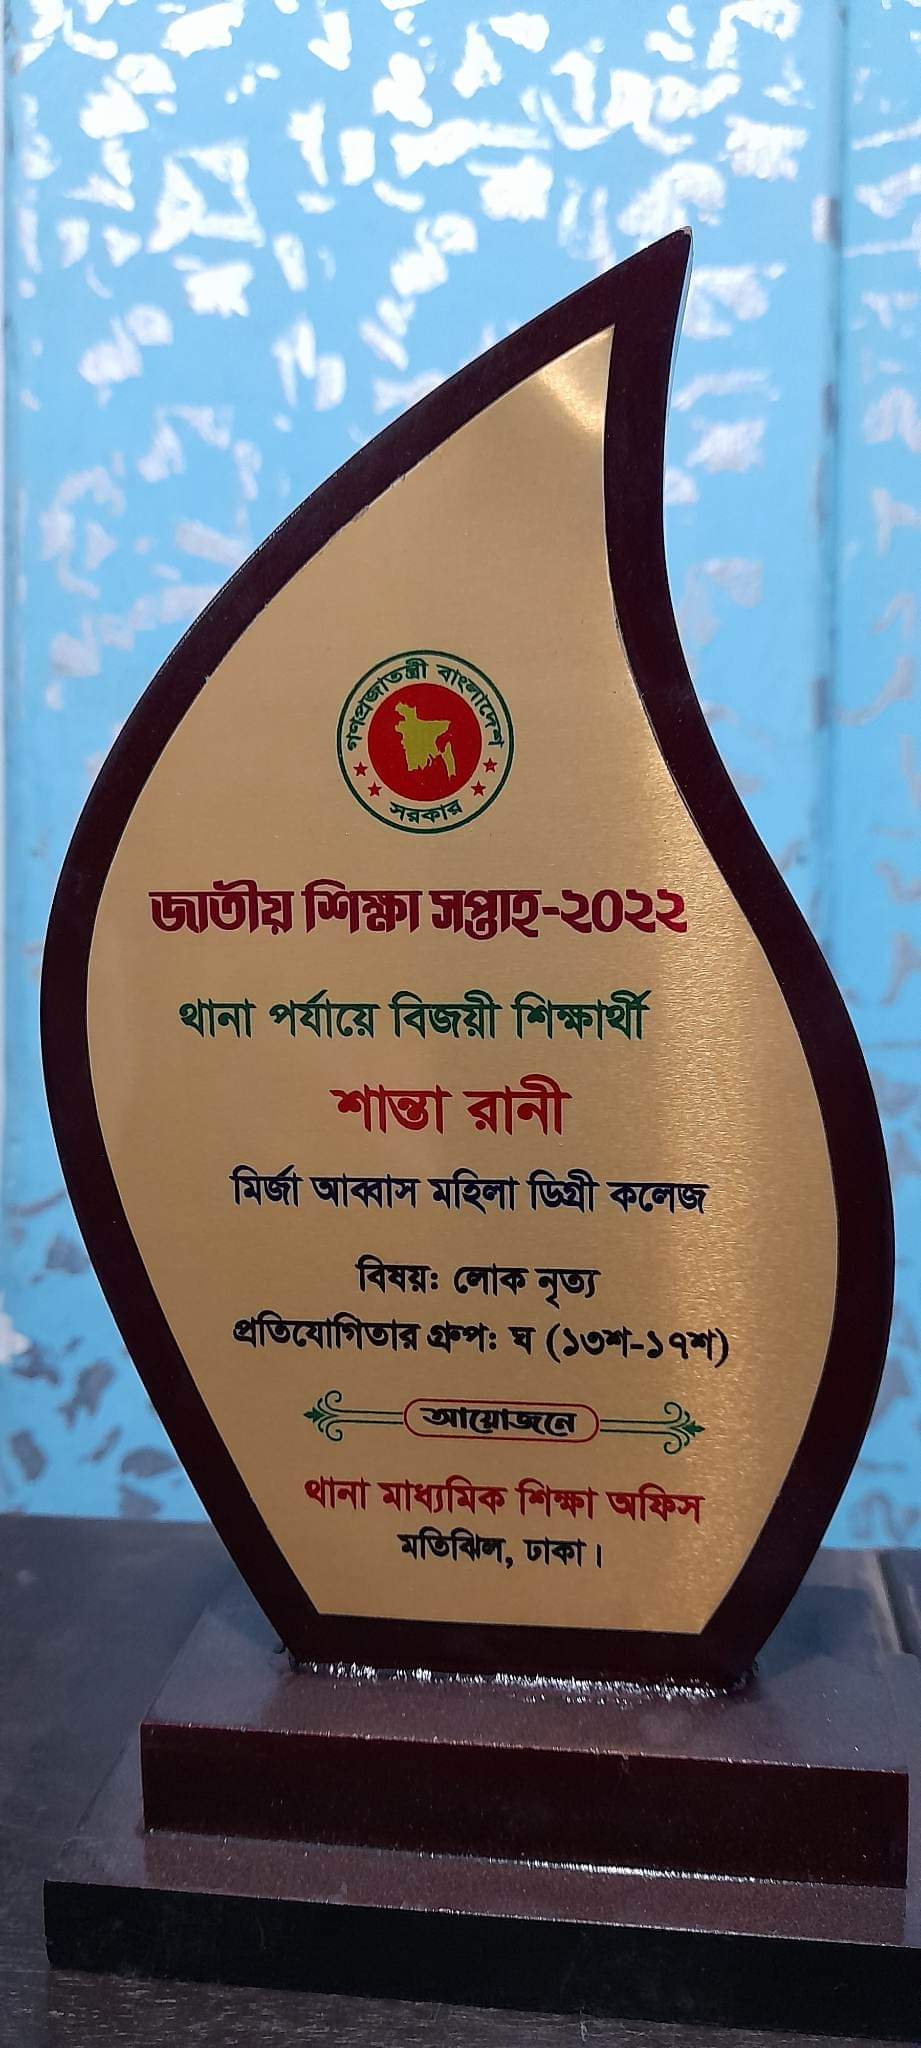 গণপ্রজাতন্ত্রী বাংলাদেশ
সরকার
জাতীয় শিক্ষা সপ্তাহ-২০২২
থানা পর্যায়ে বিজয়ী শিক্ষার্থী
শান্তা রানী
মির্জা আব্বাস মহিলা ডিগ্রী কলেজ
বিষয়: লোক নৃত্য
প্রতিযোগিতার গ্রুপ: ঘ (১৩শ-১৭শ)
আয়োজনে
থানা মাধ্যমিক শিক্ষা অফিস
মতিঝিল, ঢাকা।